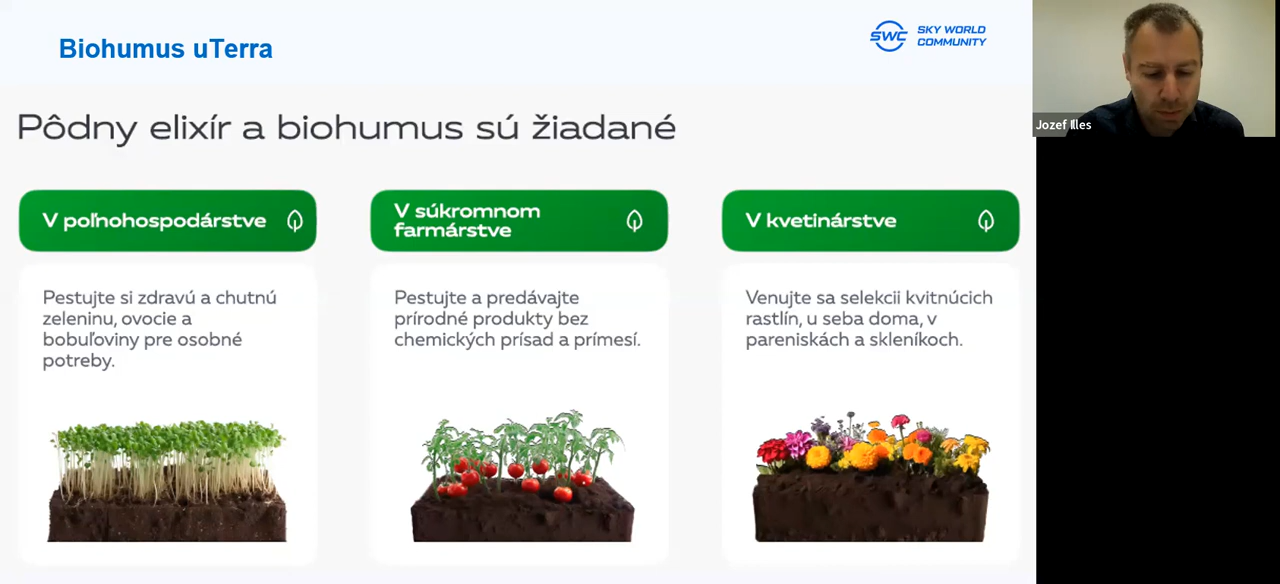 Biohumus uTerra
SWC SKY WORLD
COMMUNITY
Jozef Illes
Pôdny elixír a biohumus sú žiadané
V poľnohospodárstve
V súkromnom
farmárstve
V kvetinárstve
Pestujte si zdravú a chutnú
zeleninu, ovocie a
bobuľoviny pre osobné
potreby.
Pestujte a predávajte
prírodné produkty bez
chemických prísad a prímesí.
Venujte sa selekcii kvitnúcich
rastlín, u seba doma, v
pareniskách a skleníkoch.